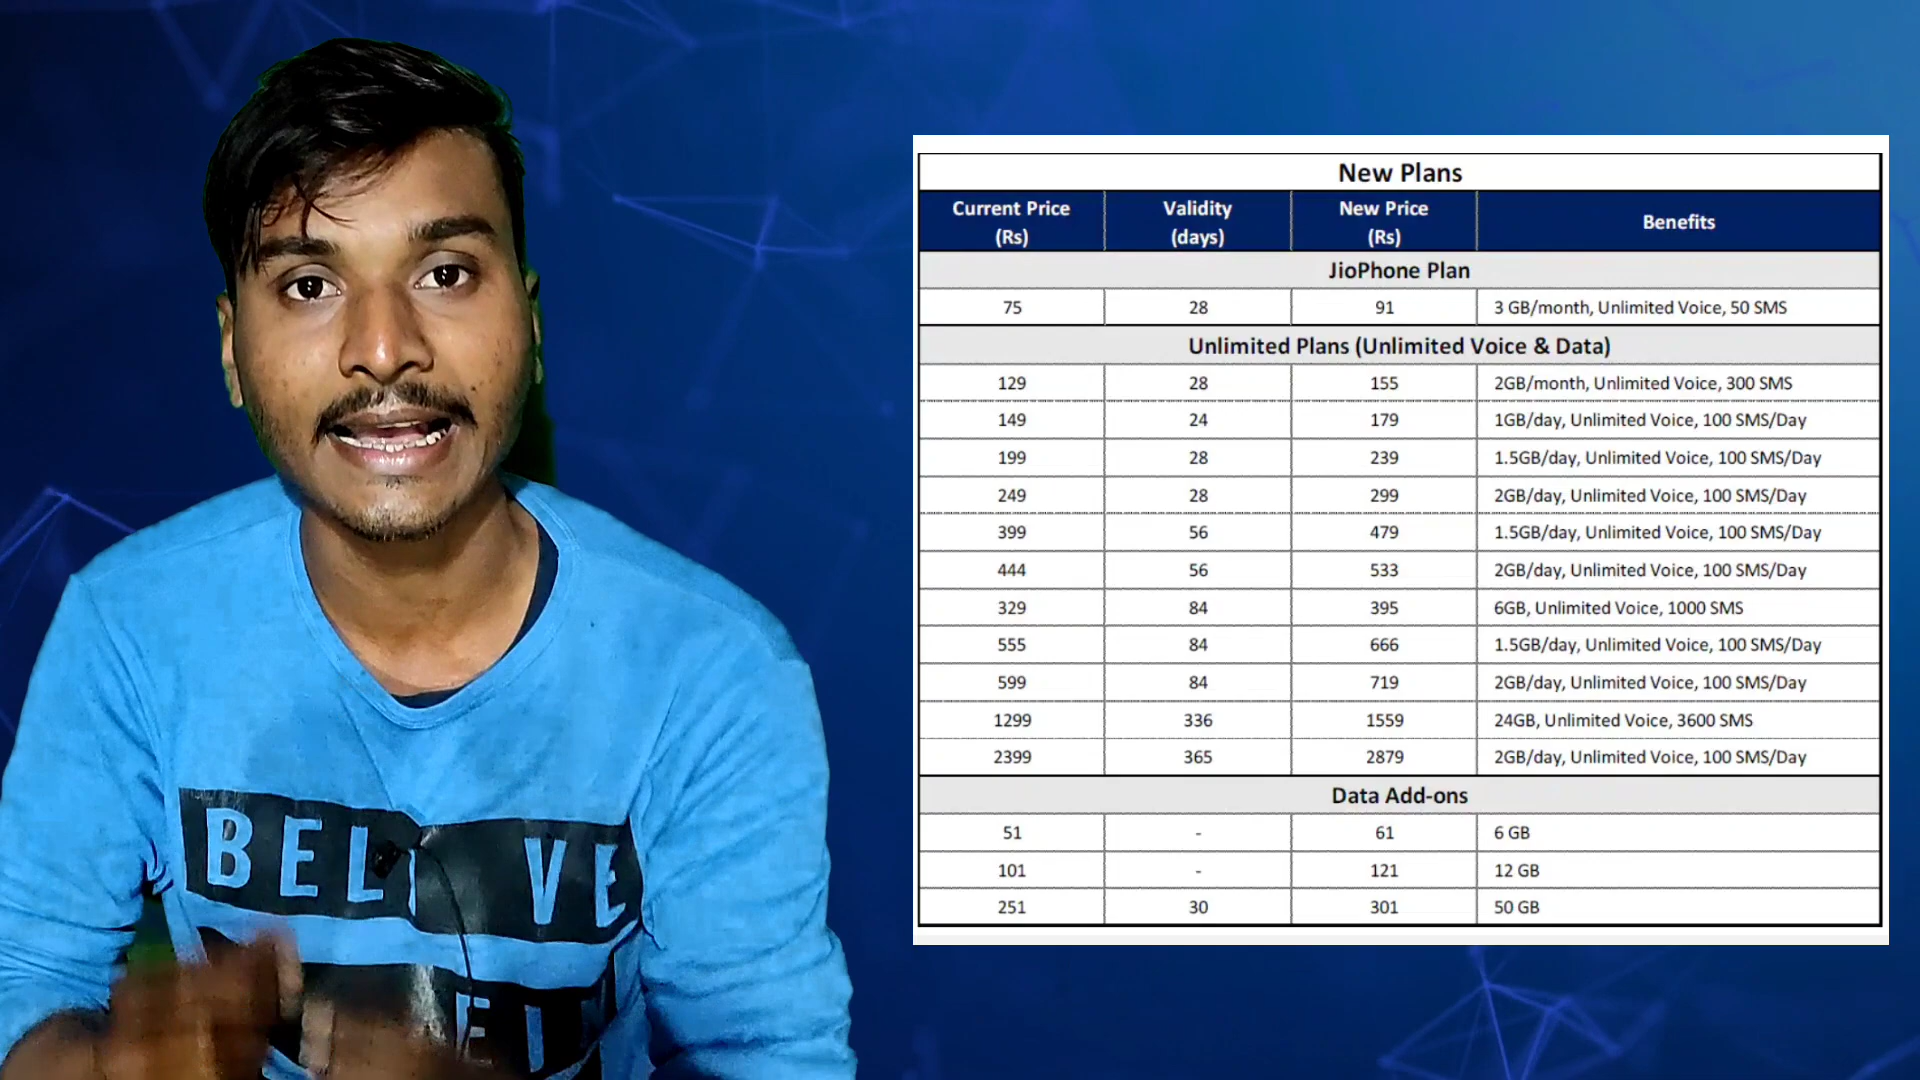 BEL VE
New Plans
Current Price (Rs) Validity (days) New Price (Rs) Benefits
JioPhone Plan
75 28 91 3 GB/month, Unlimited Voice, 50 SMS
Unlimited Plans (Unlimited Voice & Data)
129 28 155 2GB/month, Unlimited Voice, 300 SMS
149 24 179 1GB/day, Unlimited Voice, 100 SMS/Day
199 28 239 1.5GB/day, Unlimited Voice, 100 SMS/Day
249 28 299 2GB/day, Unlimited Voice, 100 SMS/Day
399 56 479 1.5GB/day, Unlimited Voice, 100 SMS/Day
444 56 533 2GB/day, Unlimited Voice, 100 SMS/Day
329 84 395 6GB, Unlimited Voice, 1000 SMS
555 84 666 1.5GB/day, Unlimited Voice, 100 SMS/Day
599 84 719 2GB/day, Unlimited Voice, 100 SMS/Day
1299 336 1559 24GB, Unlimited Voice, 3600 SMS
2399 365 2879 2GB/day, Unlimited Voice, 100 SMS/Day
Data Add-ons
51 - 61 6 GB
101 - 121 12 GB
251 30 301 50 GB